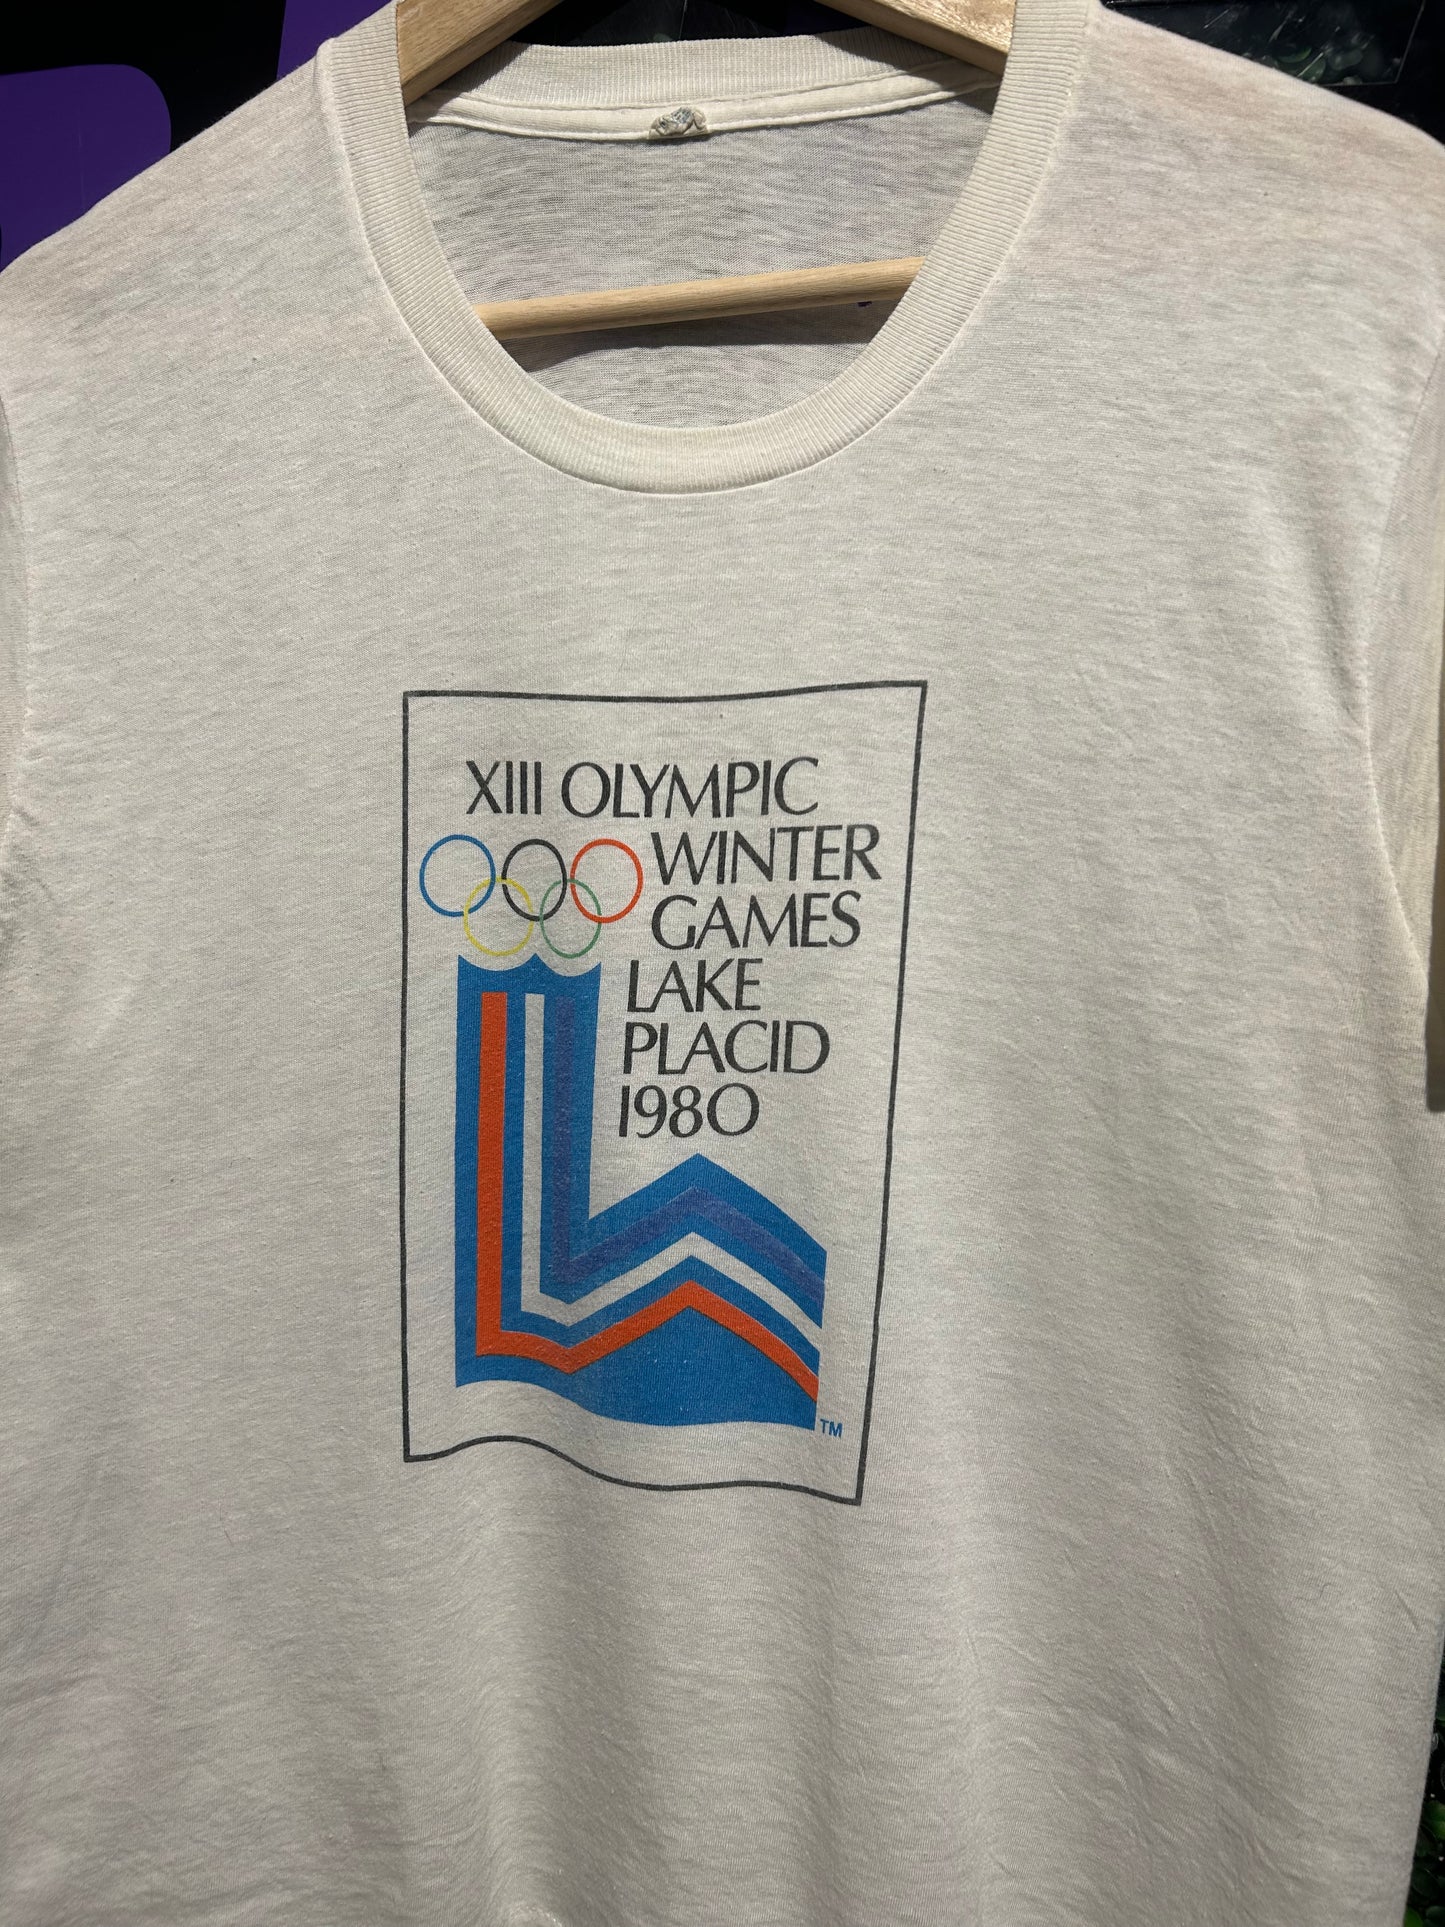 XIII OLYMPIC
WINTER
GAMES
LAKE
PLACID
1980
TM